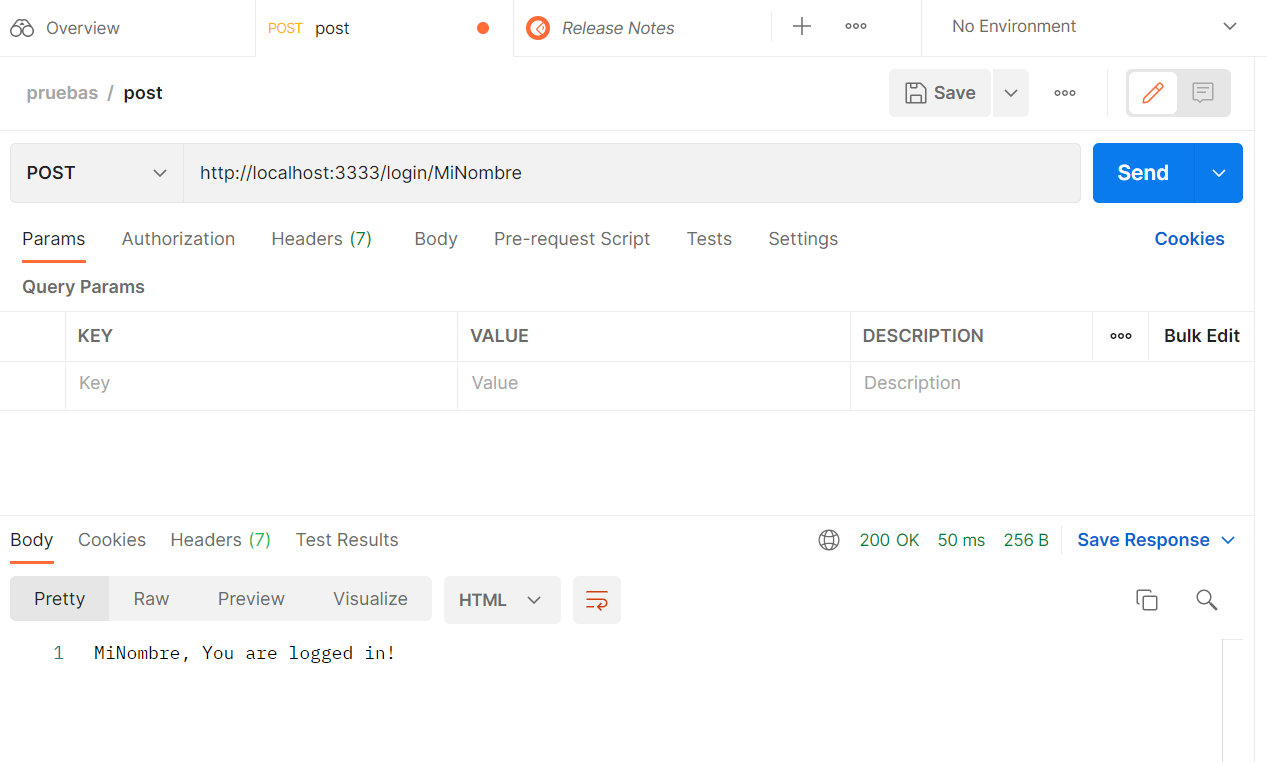 Overview POST post Release Notes No Environment
pruebas / post Save
POST http://localhost:3333/login/MiNombre Send
Params Authorization Headers (7) Body Pre-request Script Tests Settings Cookies
Query Params
KEY VALUE DESCRIPTION Bulk Edit
Key Value Description
Body Cookies Headers (7) Test Results 200 OK 50 ms 256 B Save Response
Pretty Raw Preview Visualize HTML
1 MiNombre, You are logged in!